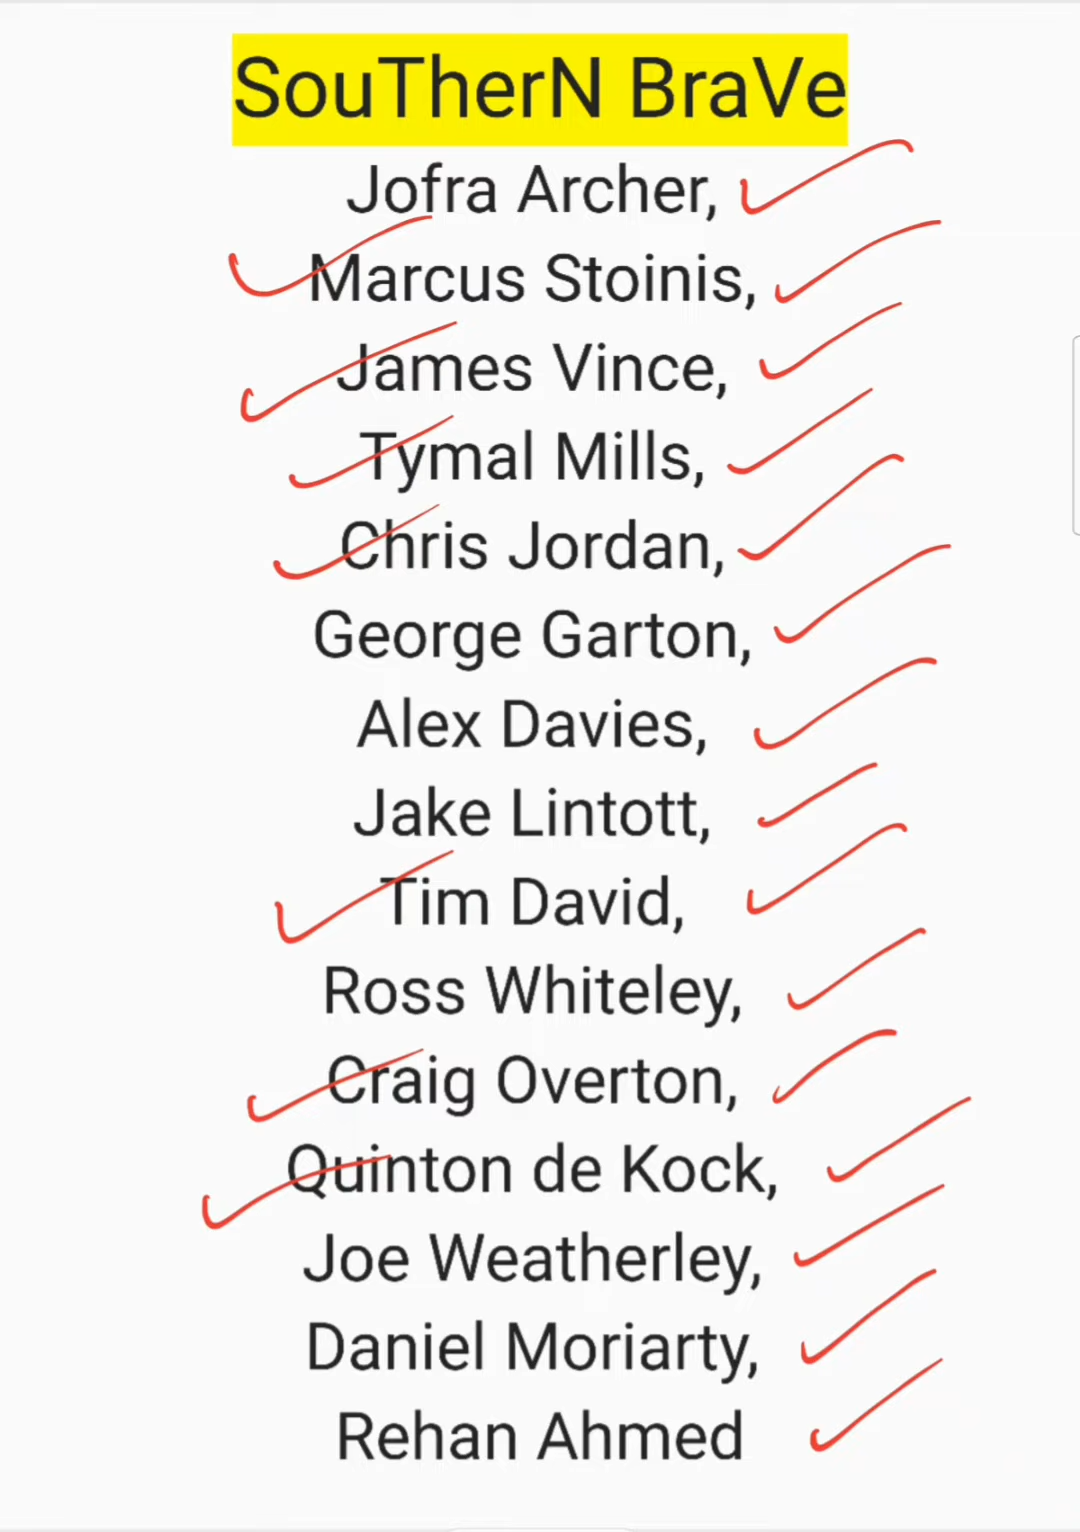 SouTherN BraVe
Jofra Archer,
Marcus Stoinis,
James Vince,
Tymal Mills,
Chris Jordan,
George Garton,
Alex Davies,
Jake Lintott,
Tim David,
Ross Whiteley,
Craig Overton,
Quinton de Kock,
Joe Weatherley,
Daniel Moriarty,
Rehan Ahmed